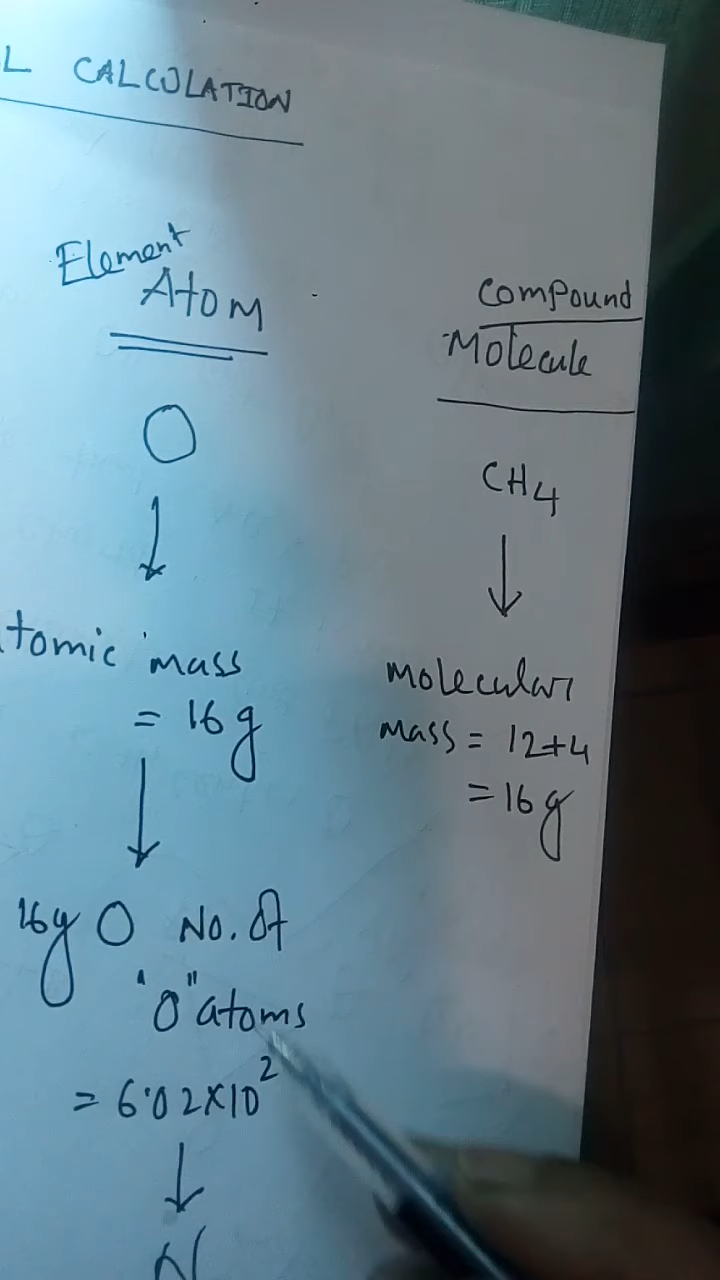 L CALCULATION
Element
Atom
O
↓
tomic mass
= 16g
↓
16g O No. of
"O" atoms
= 6.02×10²
↓
N
Compound
Molecule
CH4
↓
Molecular
mass = 12+4
= 16g